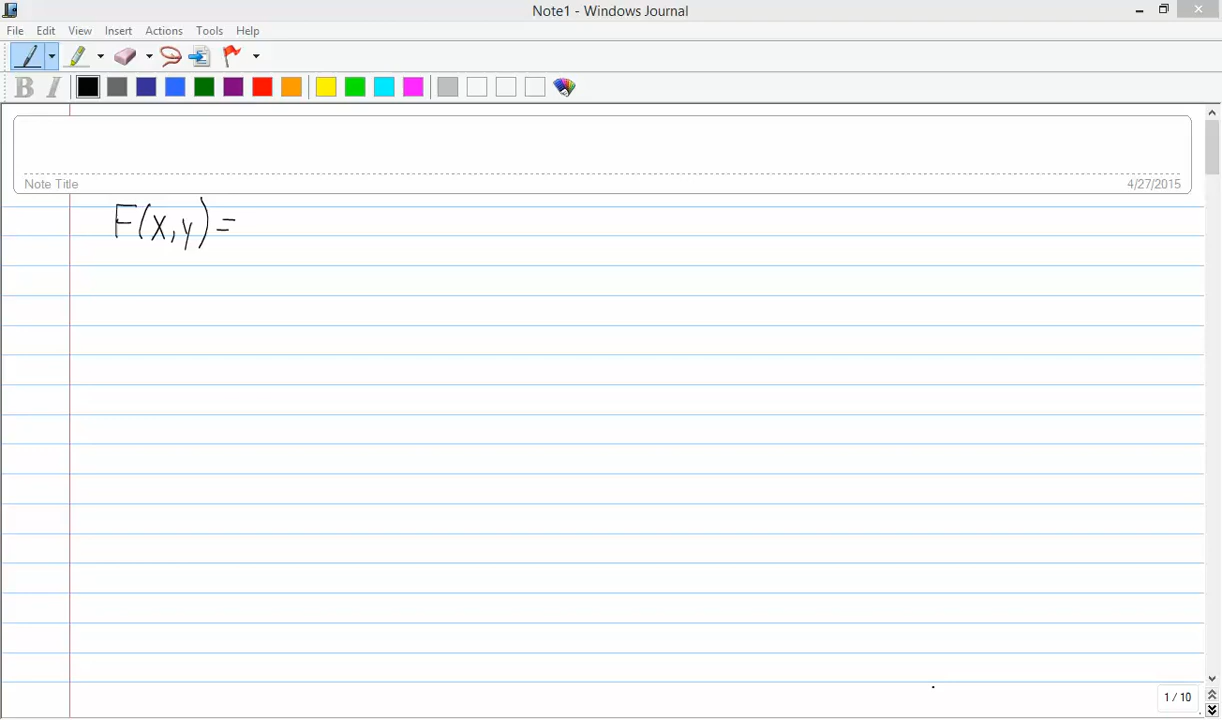 Note1 - Windows Journal
File Edit View Insert Actions Tools Help
B I
Note Title
4/27/2015
F(x,y)=
1 / 10